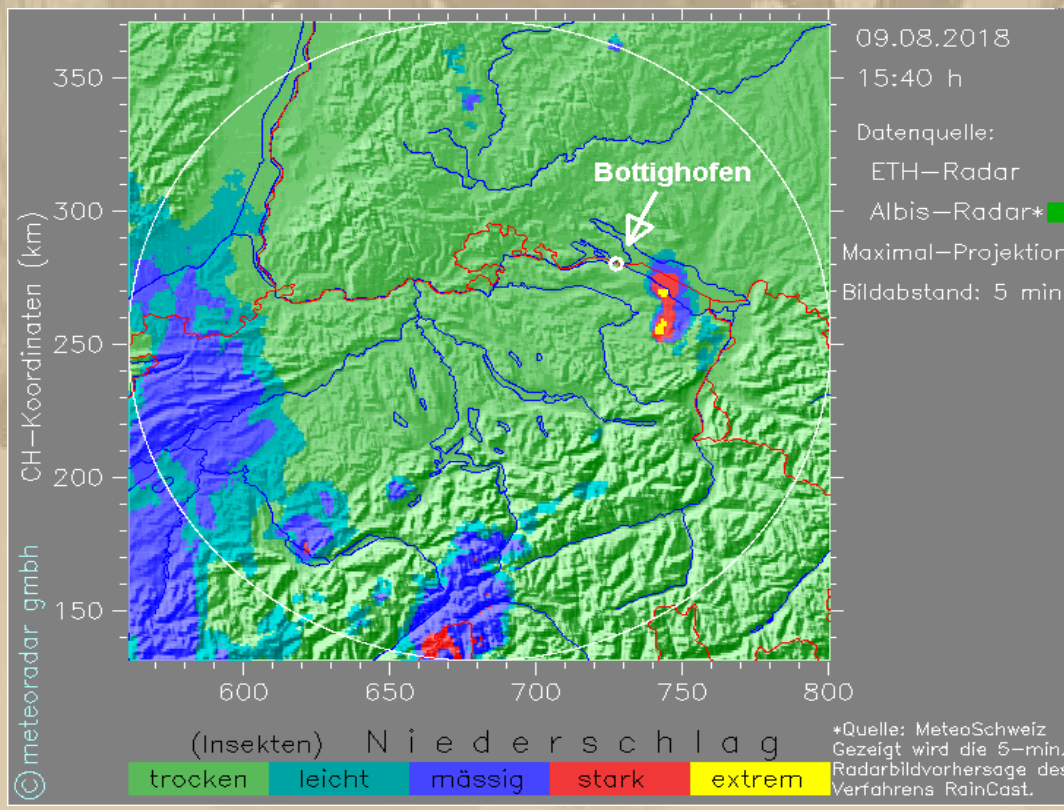 09.08.2018
15:40 h
Datenquelle:
ETH-Radar
Albis-Radar*
Maximal-Projektion
Bildabstand: 5 min
Bottighofen
CH-Koordinaten (km)
350
300
250
200
150
600
650
700
750
800
© meteoradar gmbh
(Insekten) Niederschlag
trocken leicht mässig stark extrem
*Quelle: MeteoSchweiz
Gezeigt wird die 5-min.
Radarbildvorhersage des
Verfahrens RainCast.